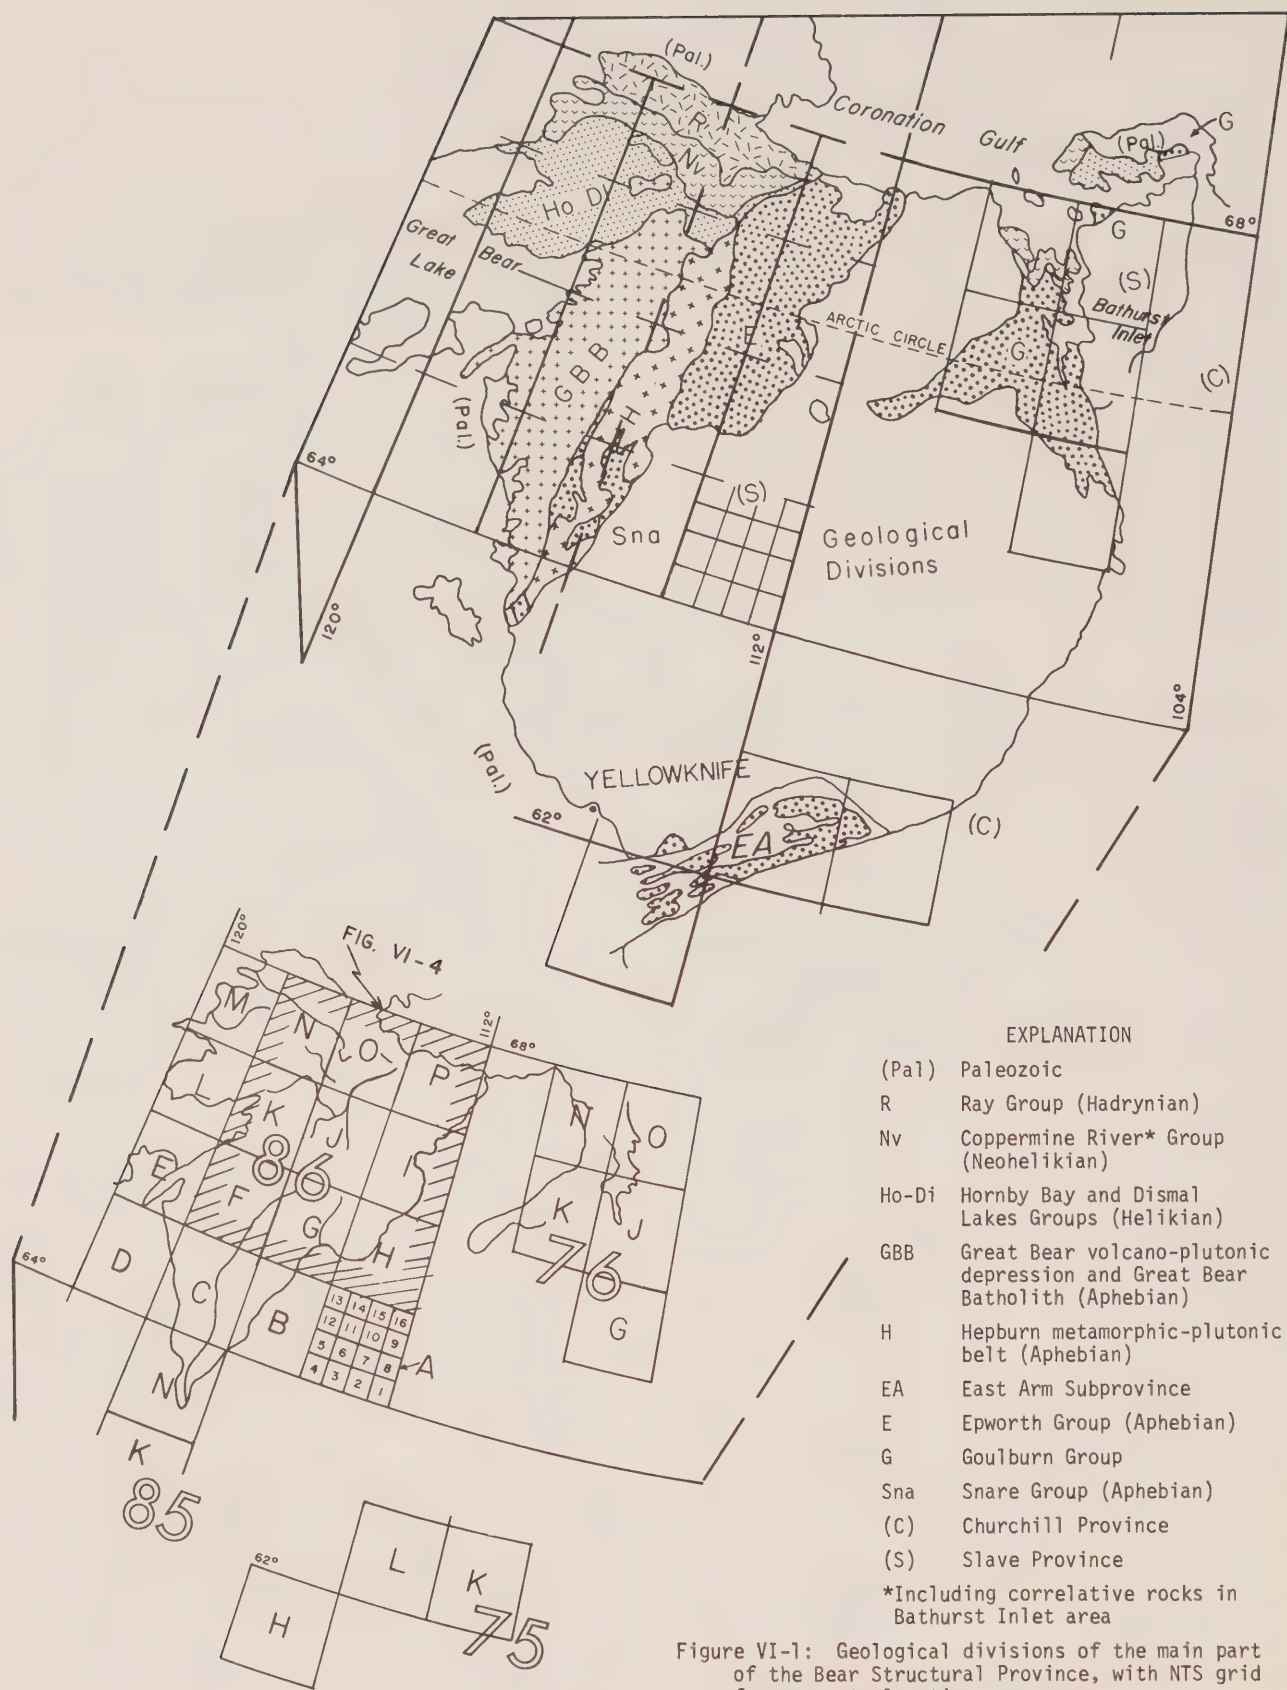 (Pal.)
R
Coronation Gulf
(Pal.)
G
Nv
Ho Di
68°
G
Great Bear
Lake
(S)
Bathurst
Inlet
E
ARCTIC CIRCLE
G
(C)
GBB
H
(Pal.)
64°
(S)
Sna
Geological
Divisions
120°
112°
104°
(Pal.)
YELLOWKNIFE
62°
EA
(C)
120°
FIG. VI-4
112°
68°
M
N
O
P
N
O
L
K
J
I
86
K
J
76
E
F
G
H
64°
D
C
B
13 14 15 16
12 11 10 9
5 6 7 8
4 3 2 1
A
G
N
K
85
62°
L
K
75
H
EXPLANATION
(Pal) Paleozoic
R Ray Group (Hadrynian)
Nv Coppermine River* Group
(Neohelikian)
Ho-Di Hornby Bay and Dismal
Lakes Groups (Helikian)
GBB Great Bear volcano-plutonic
depression and Great Bear
Batholith (Aphebian)
H Hepburn metamorphic-plutonic
belt (Aphebian)
EA East Arm Subprovince
E Epworth Group (Aphebian)
G Goulburn Group
Sna Snare Group (Aphebian)
(C) Churchill Province
(S) Slave Province
*Including correlative rocks in
Bathurst Inlet area
Figure VI-1: Geological divisions of the main part
of the Bear Structural Province, with NTS grid